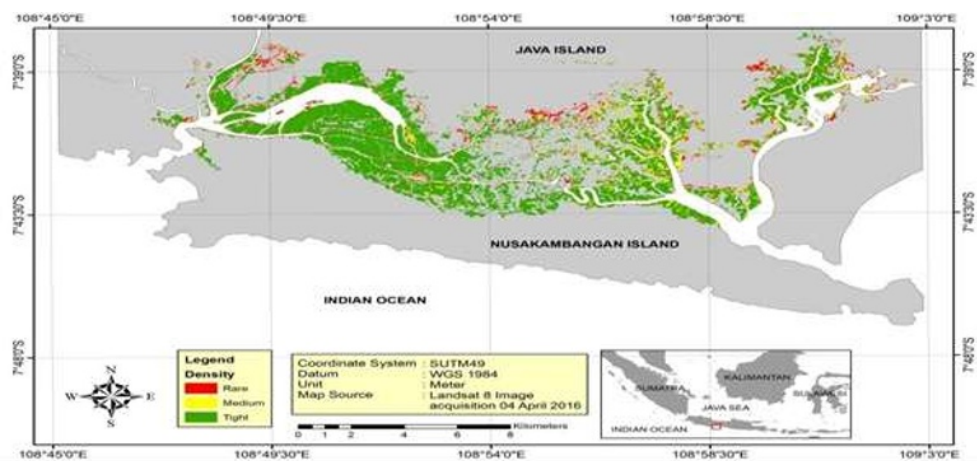 108°45'0"E 108°49'30"E 108°54'0"E 108°58'30"E 109°3'0"E
JAVA ISLAND
7°39'0"S 7°39'0"S
7°43'30"S 7°43'30"S
NUSAKAMBANGAN ISLAND
INDIAN OCEAN
7°48'0"S 7°48'0"S
N
W E
S
Legend
Density
Rare
Medium
Tight
Coordinate System : SUTM49
Datum : WGS 1984
Unit : Meter
Map Source : Landsat 8 Image
acquisition 04 April 2016
Kilometers
0 1 2 4 6 8
SUMATRA
KALIMANTAN
SULAWESI
JAVA SEA
INDIAN OCEAN
108°45'0"E 108°49'30"E 108°54'0"E 108°58'30"E 109°3'0"E